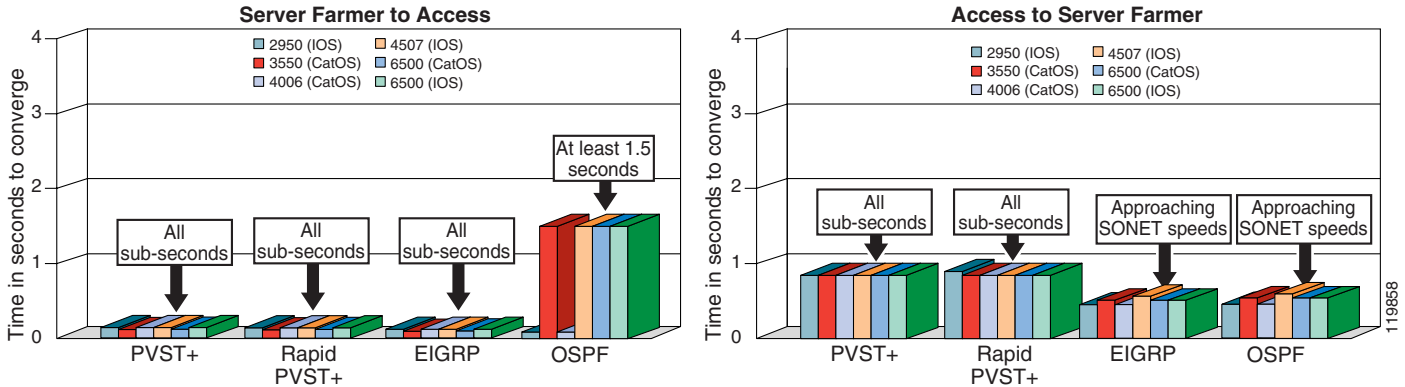 Server Farmer to Access
Time in seconds to converge
4
3
2
1
0
2950 (IOS)
3550 (CatOS)
4006 (CatOS)
4507 (IOS)
6500 (CatOS)
6500 (IOS)
All
sub-seconds
All
sub-seconds
All
sub-seconds
At least 1.5
seconds
PVST+
Rapid
PVST+
EIGRP
OSPF
Access to Server Farmer
Time in seconds to converge
4
3
2
1
0
2950 (IOS)
3550 (CatOS)
4006 (CatOS)
4507 (IOS)
6500 (CatOS)
6500 (IOS)
All
sub-seconds
All
sub-seconds
Approaching
SONET speeds
Approaching
SONET speeds
PVST+
Rapid
PVST+
EIGRP
OSPF
119858